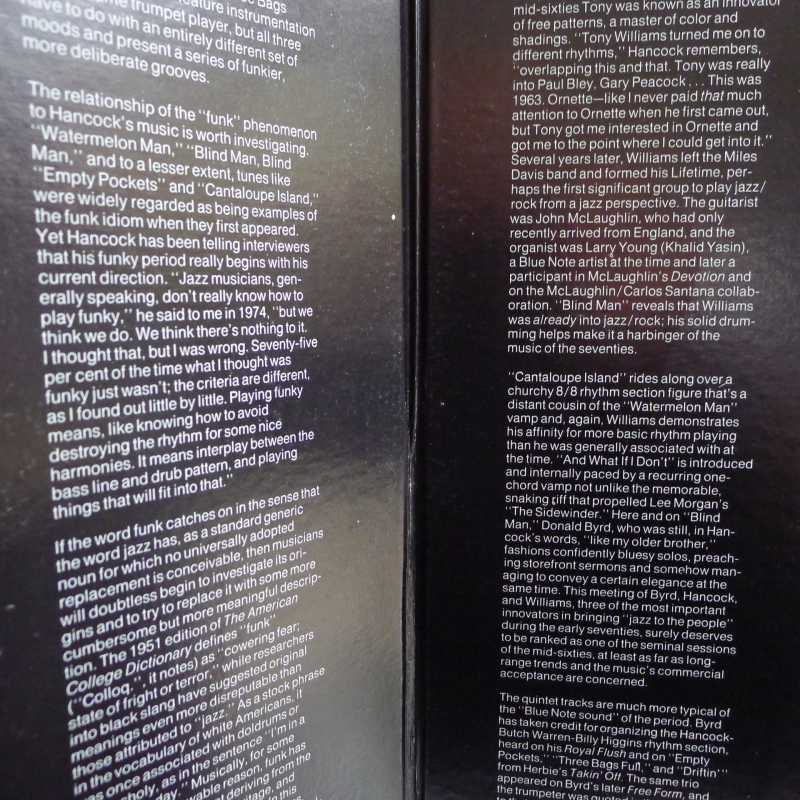 Bags
feature instrumentation
same trumpet player, but all three
have to do with an entirely different set of
moods and present a series of funkier,
more deliberate grooves.
The relationship of the "funk" phenomenon
to Hancock's music is worth investigating.
"Watermelon Man," "Blind Man, Blind
Man," and to a lesser extent, tunes like
"Empty Pockets" and "Cantaloupe Island,"
were widely regarded as being examples of
the funk idiom when they first appeared.
Yet Hancock has been telling interviewers
that his funky period really begins with his
current direction. "Jazz musicians, gen-
erally speaking, don't really know how to
play funky," he said to me in 1974, "but we
think we do. We think there's nothing to it.
I thought that, but I was wrong. Seventy-five
per cent of the time what I thought was
funky just wasn't; the criteria are different,
as I found out little by little. Playing funky
means, like knowing how to avoid
destroying the rhythm for some nice
harmonies. It means interplay between the
bass line and drub pattern, and playing
things that will fit into that."
If the word funk catches on in the sense that
the word jazz has, as a standard generic
noun for which no universally adopted
replacement is conceivable, then musicians
will doubtless begin to investigate its ori-
gins and to try to replace it with some more
cumbersome but more meaningful descrip-
tion. The 1951 edition of The American
College Dictionary defines "funk"
("Colloq.", it notes) as "cowering fear;
state of fright or terror," while researchers
into black slang have suggested original
meanings even more disreputable than
those attributed to "jazz." As a stock phrase
in the vocabulary of white Americans, it
was once associated with doldrums or
as in the sentence "I'm in a
day." Musically, for some
reason, funk has
deriving from the
and
to this
mid-sixties Tony was known as an innovator
of free patterns, a master of color and
shadings. "Tony Williams turned me on to
different rhythms," Hancock remembers,
"overlapping this and that. Tony was really
into Paul Bley, Gary Peacock... This was
1963. Ornette—like I never paid that much
attention to Ornette when he first came out,
but Tony got me interested in Ornette and
got me to the point where I could get into it."
Several years later, Williams left the Miles
Davis band and formed his Lifetime, per-
haps the first significant group to play jazz/
rock from a jazz perspective. The guitarist
was John McLaughlin, who had only
recently arrived from England, and the
organist was Larry Young (Khalid Yasin),
a Blue Note artist at the time and later a
participant in McLaughlin's Devotion and
on the McLaughlin/Carlos Santana collab-
oration. "Blind Man" reveals that Williams
was already into jazz/rock; his solid drum-
ming helps make it a harbinger of the
music of the seventies.
"Cantaloupe Island" rides along over a
churchy 8/8 rhythm section figure that's a
distant cousin of the "Watermelon Man"
vamp and, again, Williams demonstrates
his affinity for more basic rhythm playing
than he was generally associated with at
the time. "And What If I Don't" is introduced
and internally paced by a recurring one-
chord vamp not unlike the memorable,
snaking riff that propelled Lee Morgan's
"The Sidewinder." Here and on "Blind
Man," Donald Byrd, who was still, in Han-
cock's words, "like my older brother,"
fashions confidently bluesy solos, preach-
ing storefront sermons and somehow man-
aging to convey a certain elegance at the
same time. This meeting of Byrd, Hancock,
and Williams, three of the most important
innovators in bringing "jazz to the people"
during the early seventies, surely deserves
to be ranked as one of the seminal sessions
of the mid-sixties, at least as far as long-
range trends and the music's commercial
acceptance are concerned.
The quintet tracks are much more typical of
the "Blue Note sound" of the period. Byrd
has taken credit for organizing the Hancock-
Butch Warren-Billy Higgins rhythm section,
heard on his Royal Flush and on "Empty
Pockets," "Three Bags Full," and "Driftin'"
from Herbie's Takin' Off. The same trio
appeared on Byrd's later Free Form, and
the trumpeter was quoted